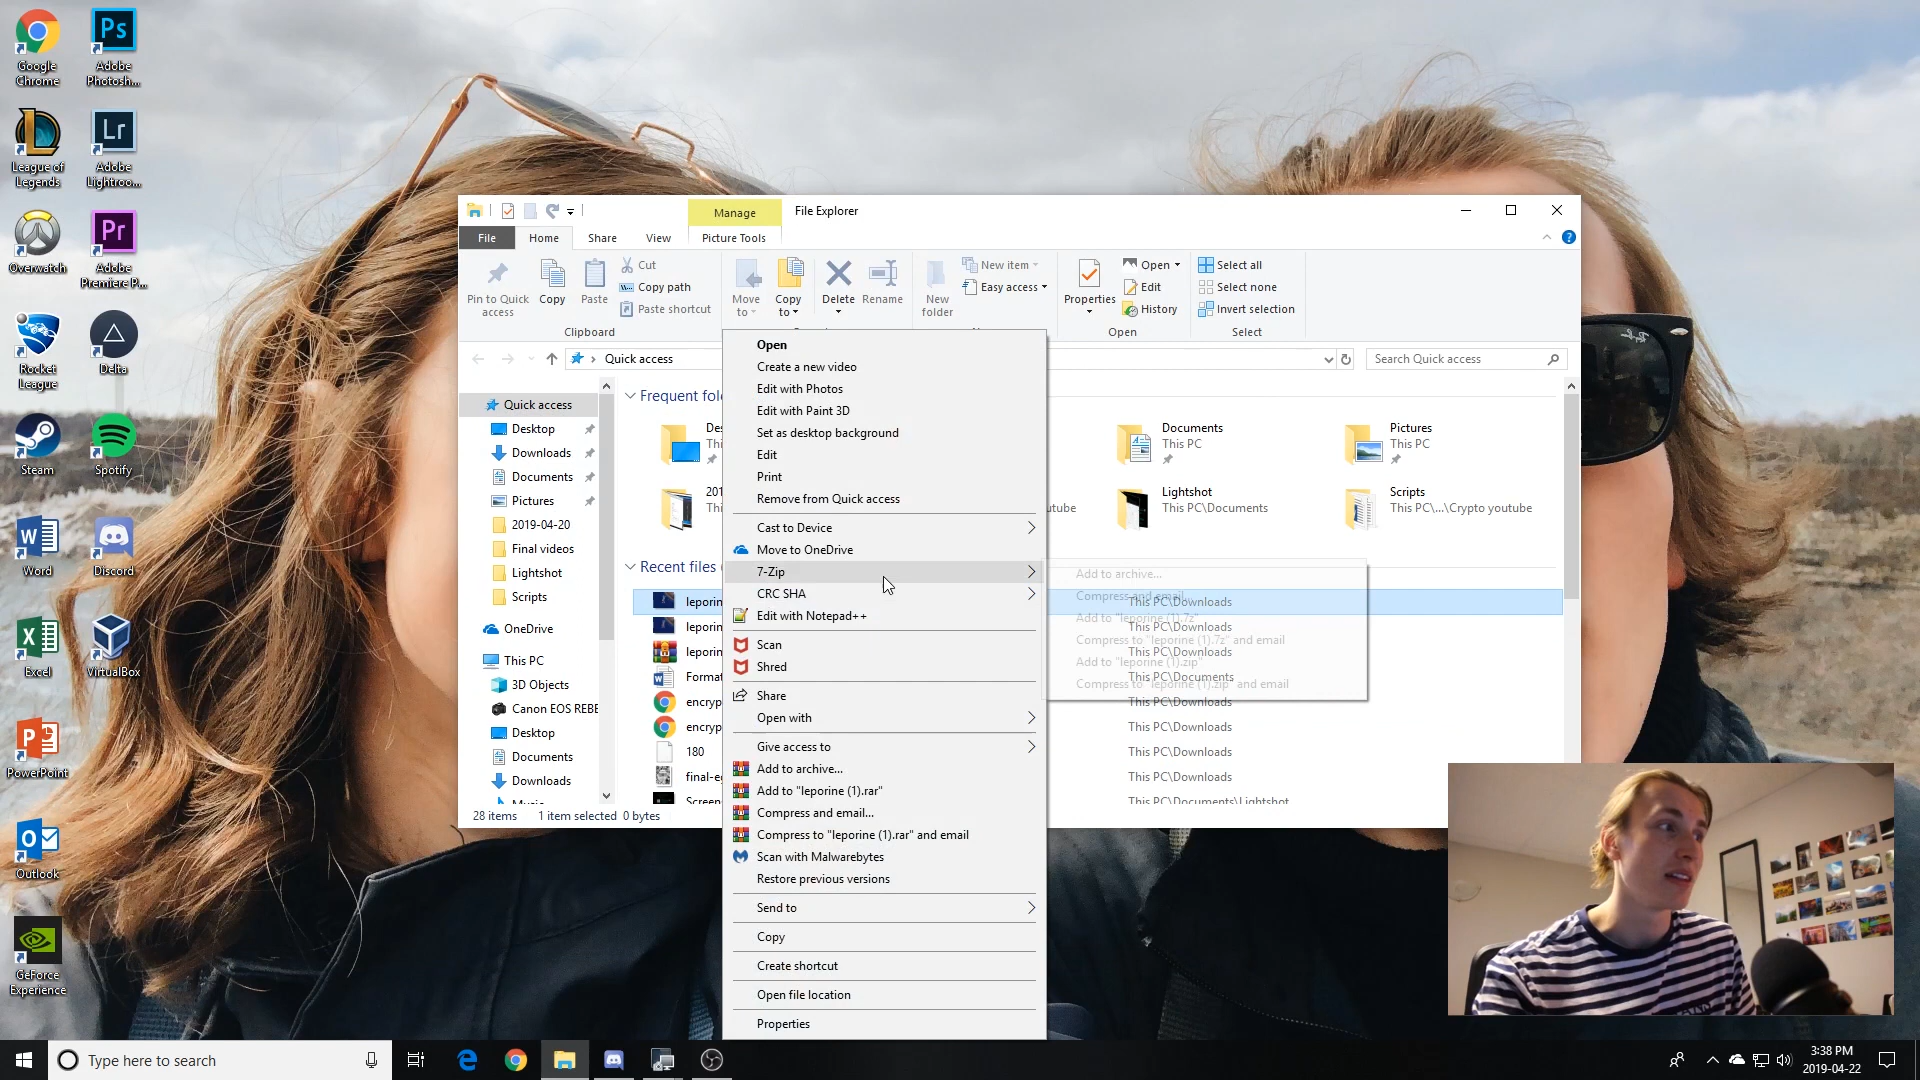 Google
Chrome
Adobe
Photosh...
League of
Legends
Adobe
Lightroo...
Overwatch
Adobe
Premiere P...
Rocket
League
Delta
Steam
Spotify
Word
Discord
Excel
VirtualBox
PowerPoint
Outlook
GeForce
Experience
Ps
Lr
Pr
Manage
File Explorer
File
Home
Share
View
Picture Tools
Pin to Quick
access
Copy
Paste
Cut
Copy path
Paste shortcut
Clipboard
Move
to
Copy
to
Delete
Rename
New
folder
New item
Easy access
Properties
Open
Edit
History
Open
Select all
Select none
Invert selection
Select
Quick access
Search Quick access
Quick access
Desktop
Downloads
Documents
Pictures
2019-04-20
Final videos
Lightshot
Scripts
OneDrive
This PC
3D Objects
Canon EOS REBE
Desktop
Documents
Downloads
28 items
1 item selected 0 bytes
Frequent fol
Documents
This PC
Pictures
This PC
Lightshot
This PC\Documents
Scripts
This PC\...\Crypto youtube
Recent files
leporin
leporin
leporin
Format
encryp
encryp
180
final-eg
Screen
This PC\Downloads
This PC\Downloads
This PC\Downloads
This PC\Documents
This PC\Downloads
This PC\Downloads
This PC\Downloads
This PC\Downloads
This PC\Documents\Lightshot
Open
Create a new video
Edit with Photos
Edit with Paint 3D
Set as desktop background
Edit
Print
Remove from Quick access
Cast to Device
Move to OneDrive
7-Zip
CRC SHA
Edit with Notepad++
Scan
Shred
Share
Open with
Give access to
Add to archive...
Add to "leporine (1).rar"
Compress and email...
Compress to "leporine (1).rar" and email
Scan with Malwarebytes
Restore previous versions
Send to
Copy
Create shortcut
Open file location
Properties
Add to archive...
Compress and email...
Add to "leporine (1).7z"
Compress to "leporine (1).7z" and email
Add to "leporine (1).zip"
Compress to "leporine (1).zip" and email
Type here to search
3:38 PM
2019-04-22